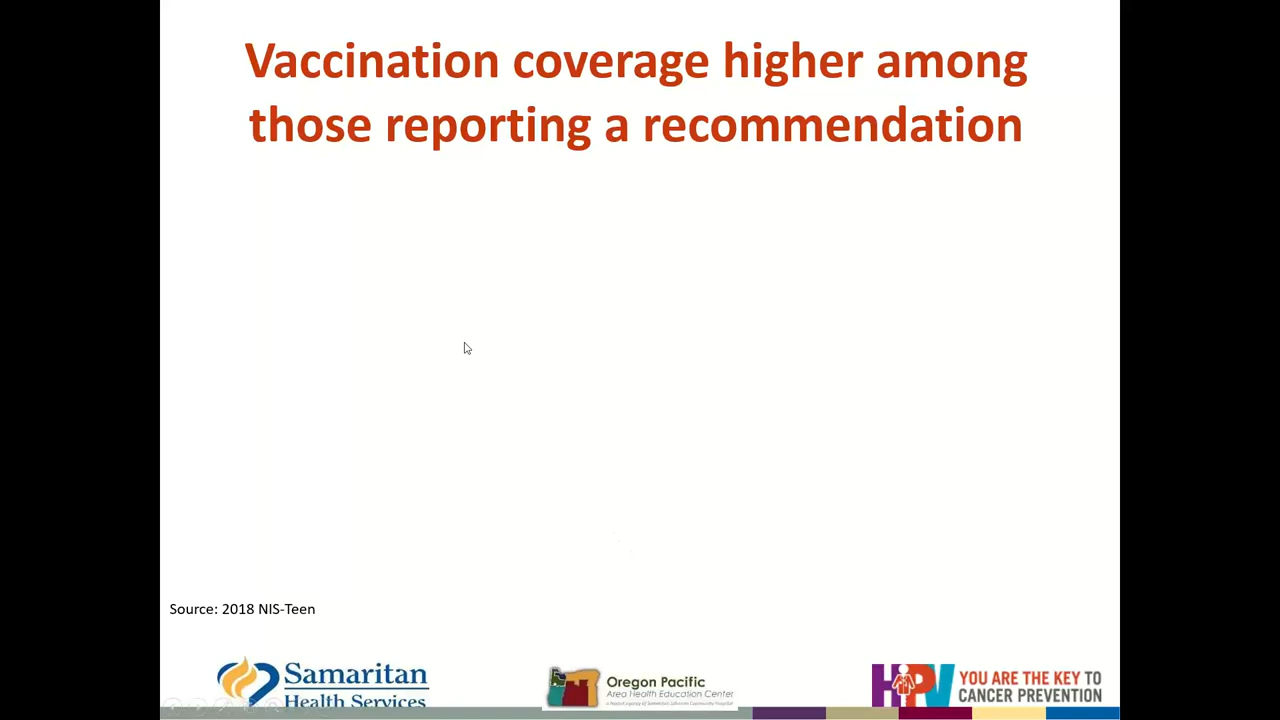 Vaccination coverage higher among
those reporting a recommendation
Source: 2018 NIS-Teen
Samaritan
Health Services
Oregon Pacific
Area Health Education Center
HPV
YOU ARE THE KEY TO
CANCER PREVENTION